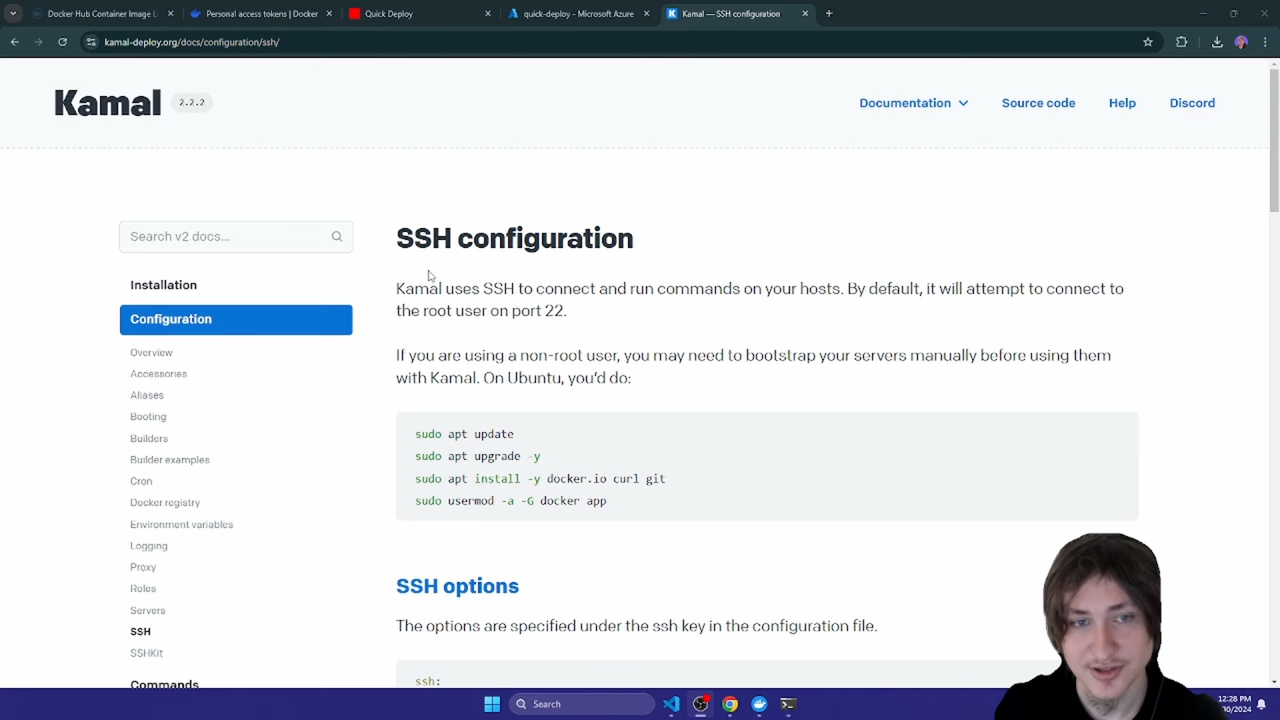 Docker Hub Container Image Li
Personal access tokens | Docker
Quick Deploy
quick-deploy - Microsoft Azure
Kamal — SSH configuration
kamal-deploy.org/docs/configuration/ssh/
Kamal
2.2.2
Documentation
Source code
Help
Discord
Search v2 docs...
Installation
Configuration
Overview
Accessories
Aliases
Booting
Builders
Builder examples
Cron
Docker registry
Environment variables
Logging
Proxy
Roles
Servers
SSH
SSHKit
Commands
SSH configuration
Kamal uses SSH to connect and run commands on your hosts. By default, it will attempt to connect to
the root user on port 22.
If you are using a non-root user, you may need to bootstrap your servers manually before using them
with Kamal. On Ubuntu, you’d do:
sudo apt update
sudo apt upgrade -y
sudo apt install -y docker.io curl git
sudo usermod -a -G docker app
SSH options
The options are specified under the ssh key in the configuration file.
ssh:
Search
12:28 PM